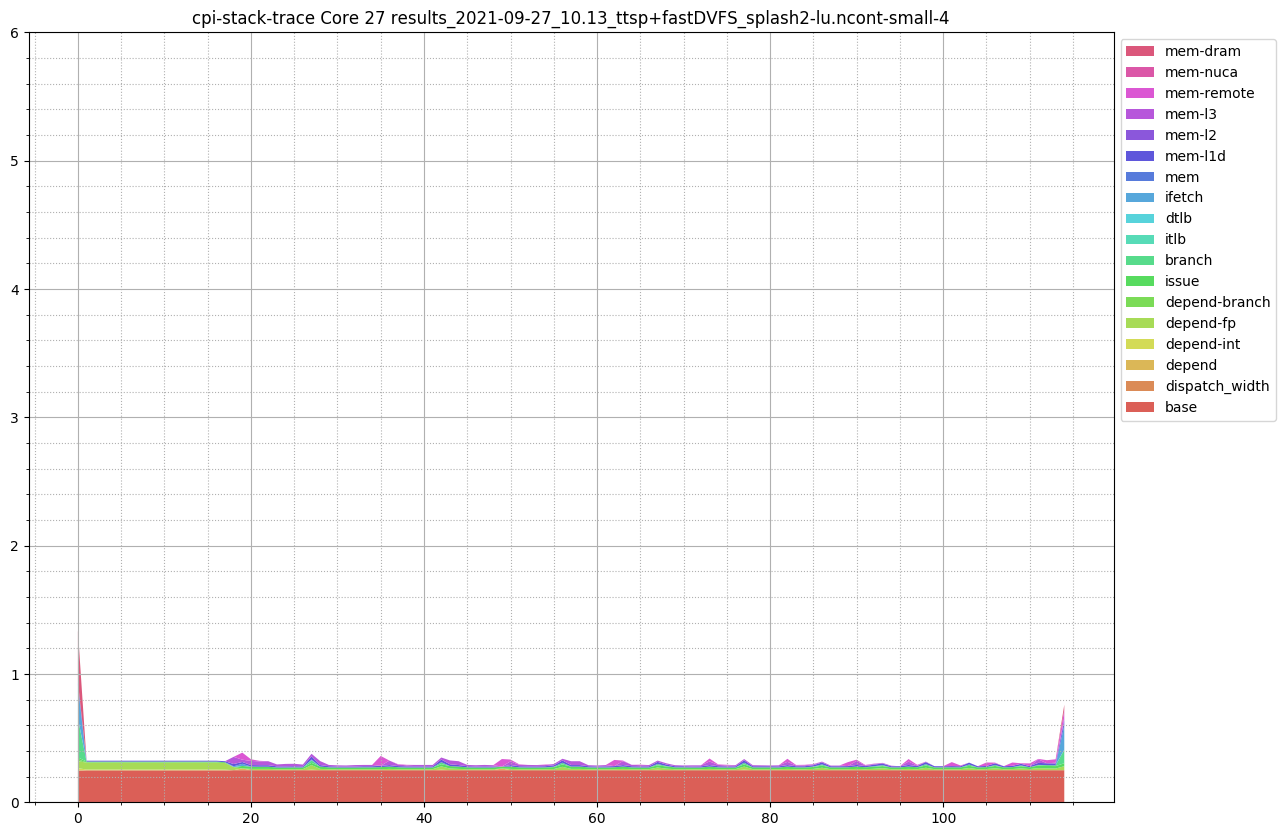 cpi-stack-trace Core 27 results_2021-09-27_10.13_ttsp+fastDVFS_splash2-lu.ncont-small-4
6
5
4
3
2
1
0
0 20 40 60 80 100
mem-dram
mem-nuca
mem-remote
mem-l3
mem-l2
mem-l1d
mem
ifetch
dtlb
itlb
branch
issue
depend-branch
depend-fp
depend-int
depend
dispatch_width
base